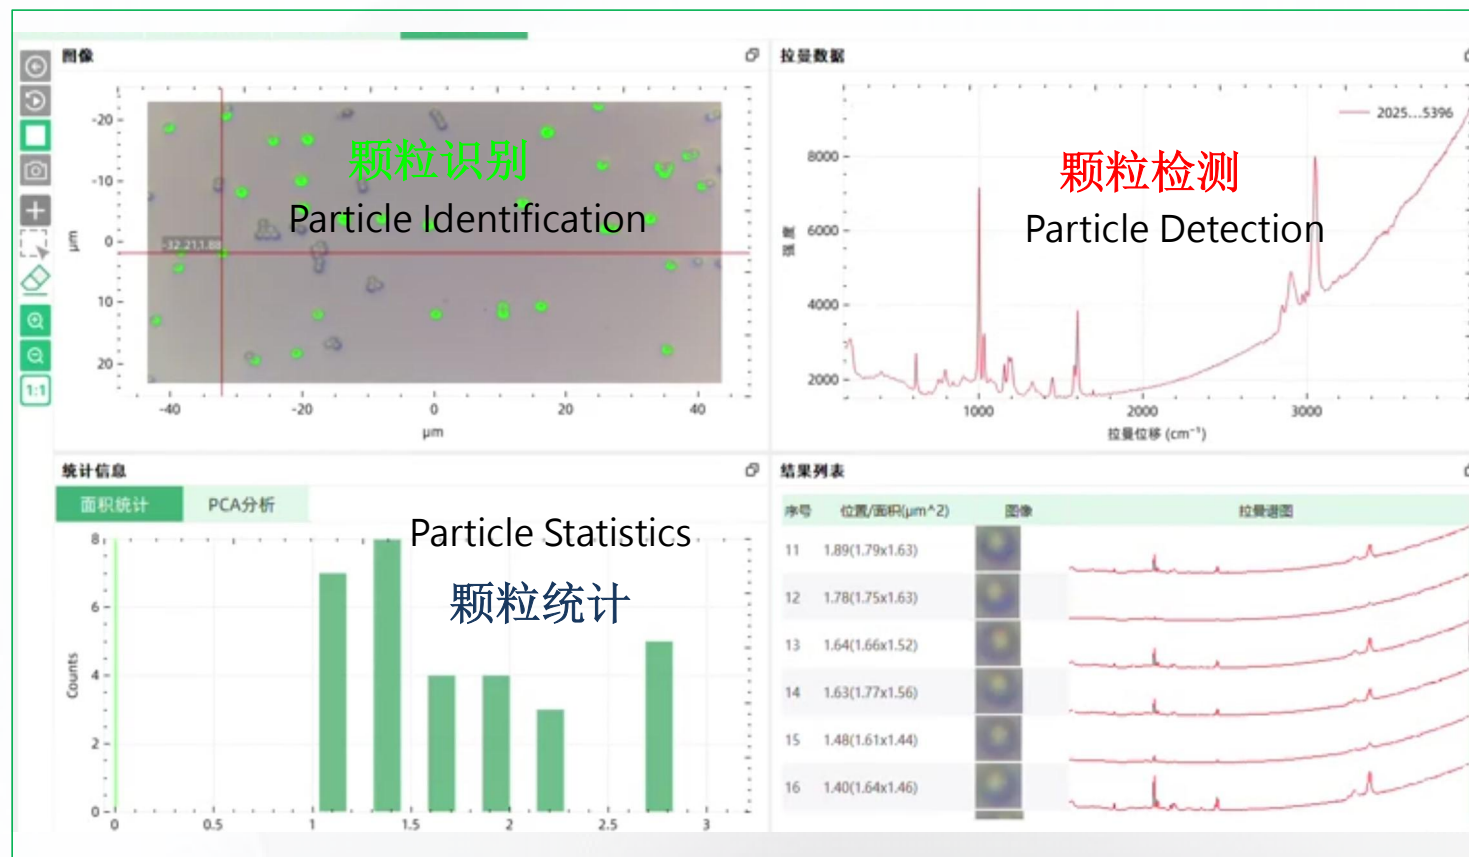 图像
-20
-10
0
10
20
μm
-40
-20
0
20
40
μm
颗粒识别
Particle Identification
-32.21,1.88
1:1
拉曼数据
2025...5396
颗粒检测
Particle Detection
8000
6000
4000
2000
强度
1000
2000
3000
拉曼位移 (cm⁻¹)
统计信息
面积统计 PCA分析
Particle Statistics
颗粒统计
8
6
4
2
0
Counts
0 0.5 1 1.5 2 2.5 3
结果列表
序号 位置/面积(μm^2) 图像 拉曼谱图
11 1.89(1.79x1.63)
12 1.78(1.75x1.63)
13 1.64(1.66x1.52)
14 1.63(1.77x1.56)
15 1.48(1.61x1.44)
16 1.40(1.64x1.46)